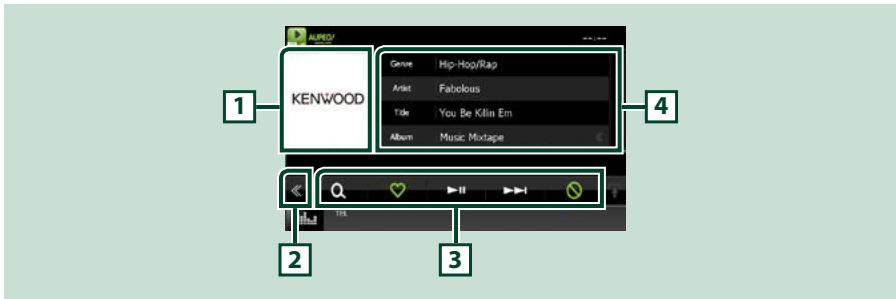 AUPEO!
--:--
Genre Hip-Hop/Rap
1 KENWOOD Artist Fabolous 4
Title You Be Killin Em
Album Music Mixtape
TEL
2 3